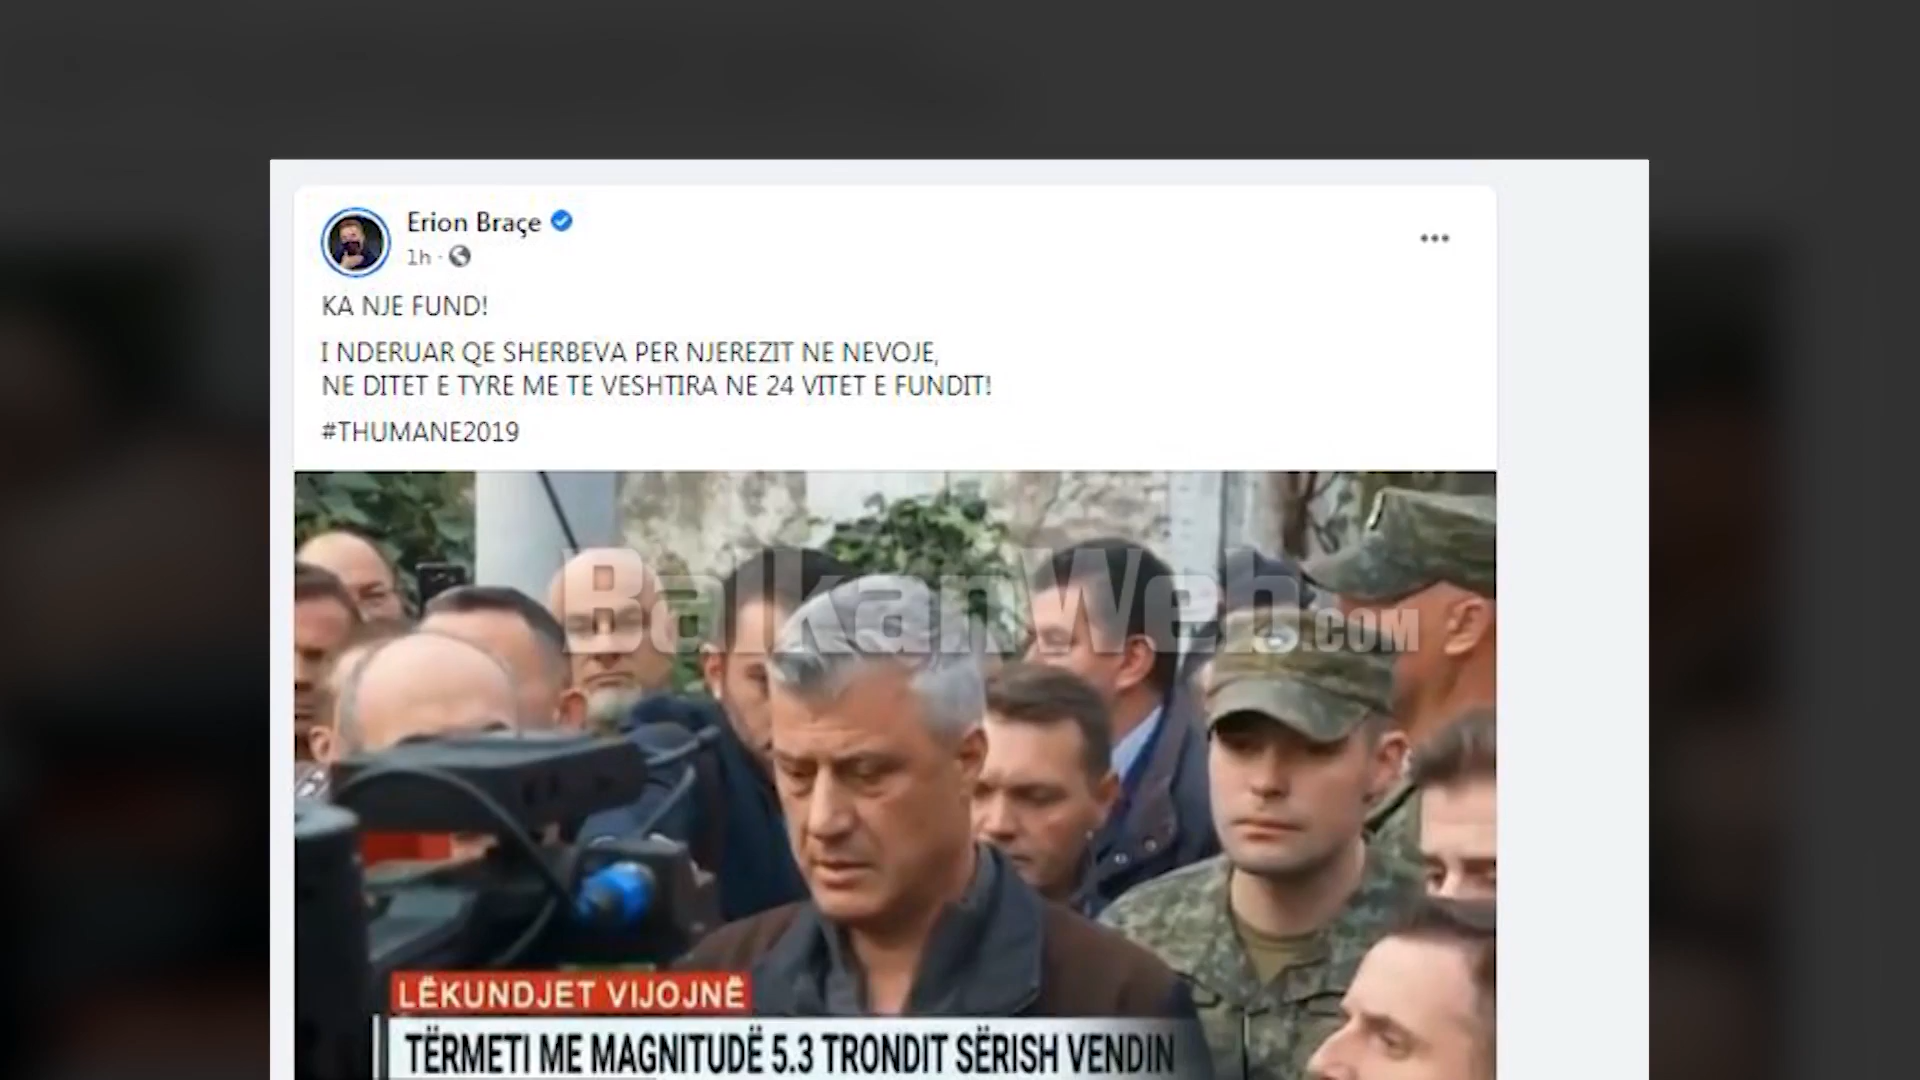 Erion Braçe
1h ·
KA NJE FUND!
I NDERUAR QE SHERBEVA PER NJEREZIT NE NEVOJE,
NE DITET E TYRE ME TE VESHTIRA NE 24 VITET E FUNDIT!
#THUMANE2019
BalkanWeb.COM
LËKUNDJET VIJOJNË
TËRMETI ME MAGNITUDË 5.3 TRONDIT SËRISH VENDIN